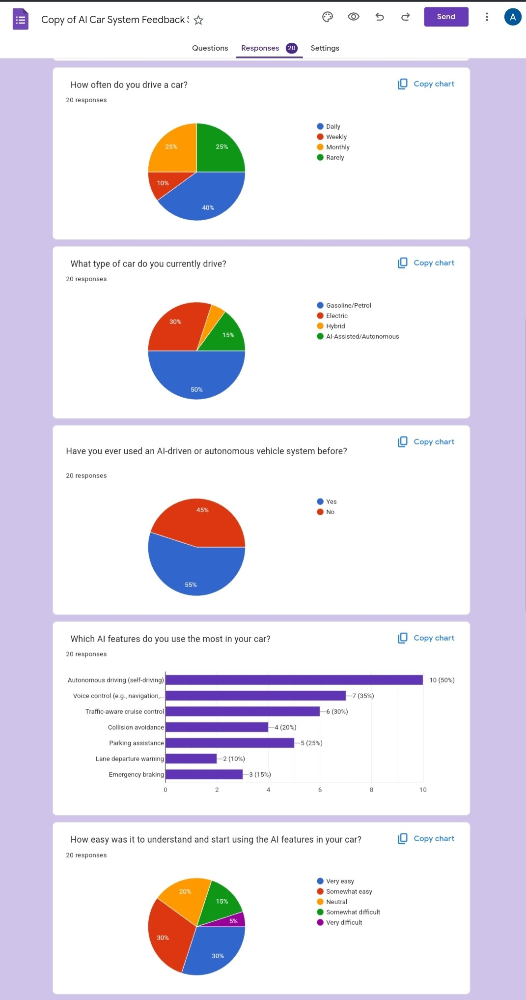 Copy of AI Car System Feedback
Send
A
Questions
Responses 20
Settings
How often do you drive a car?
Copy chart
20 responses
25%
25%
10%
40%
Daily
Weekly
Monthly
Rarely
What type of car do you currently drive?
Copy chart
20 responses
30%
15%
50%
Gasoline/Petrol
Electric
Hybrid
AI-Assisted/Autonomous
Copy chart
Have you ever used an AI-driven or autonomous vehicle system before?
20 responses
45%
55%
Yes
No
Which AI features do you use the most in your car?
Copy chart
20 responses
Autonomous driving (self-driving) 10 (50%)
Voice control (e.g., navigation,... 7 (35%)
Traffic-aware cruise control 6 (30%)
Collision avoidance 4 (20%)
Parking assistance 5 (25%)
Lane departure warning 2 (10%)
Emergency braking 3 (15%)
0 2 4 6 8 10
How easy was it to understand and start using the AI features in your car?
Copy chart
20 responses
20%
15%
5%
30%
30%
Very easy
Somewhat easy
Neutral
Somewhat difficult
Very difficult